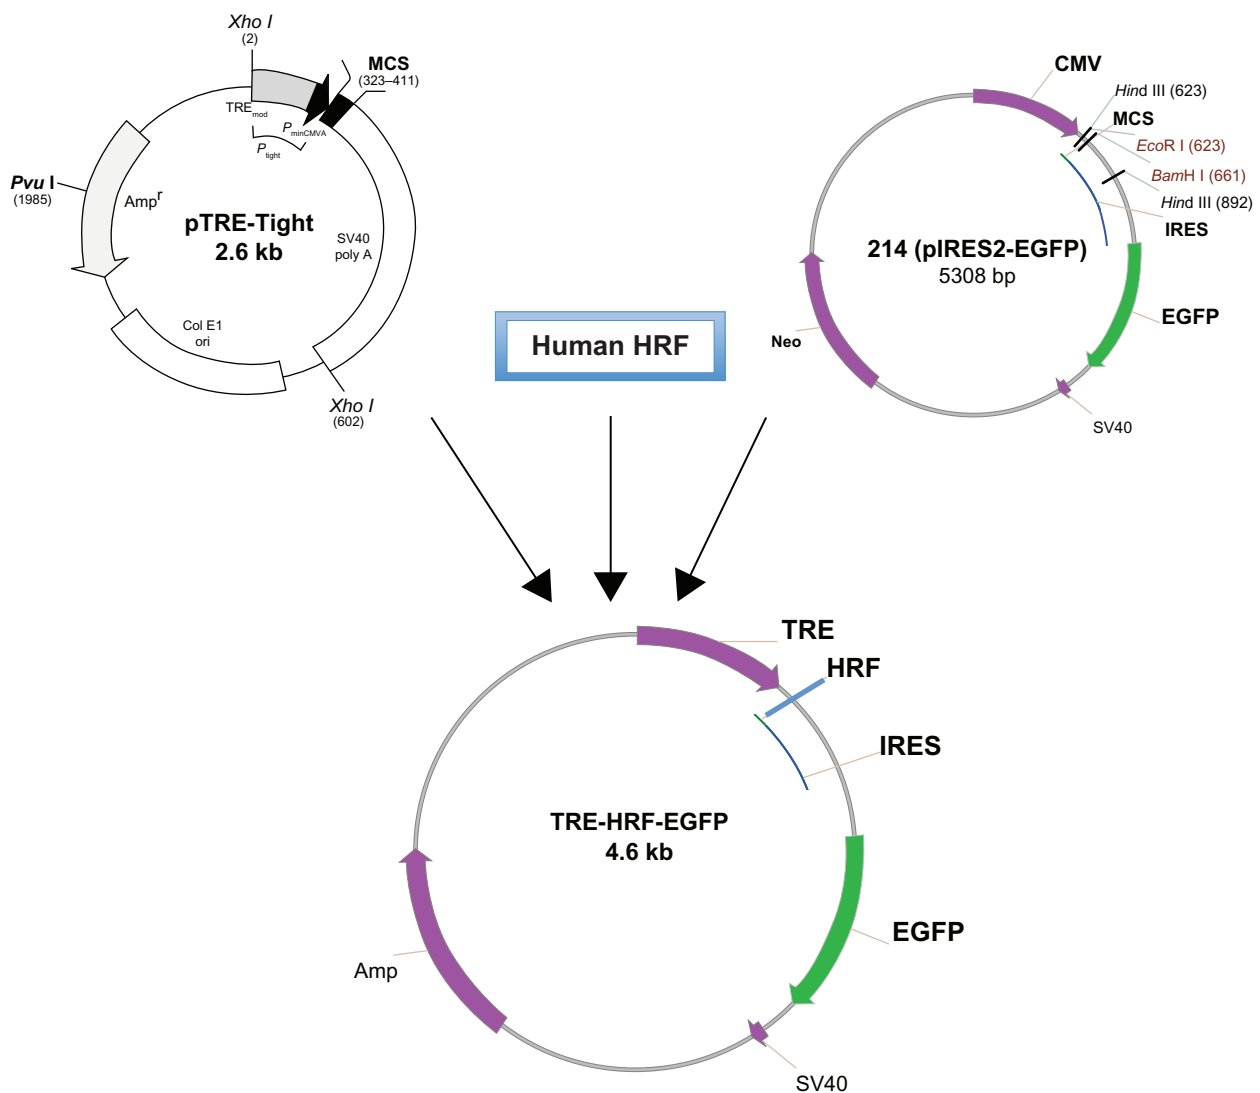 Xho I
(2)
MCS
(323–411)
TREmod
PminCMVA
Ptight
Pvu I
(1985)
Ampr
pTRE-Tight
2.6 kb
SV40
poly A
Col E1
ori
Xho I
(602)
CMV
Hind III (623)
MCS
EcoR I (623)
BamH I (661)
Hind III (892)
IRES
214 (pIRES2-EGFP)
5308 bp
EGFP
Neo
SV40
Human HRF
TRE
HRF
IRES
TRE-HRF-EGFP
4.6 kb
EGFP
Amp
SV40